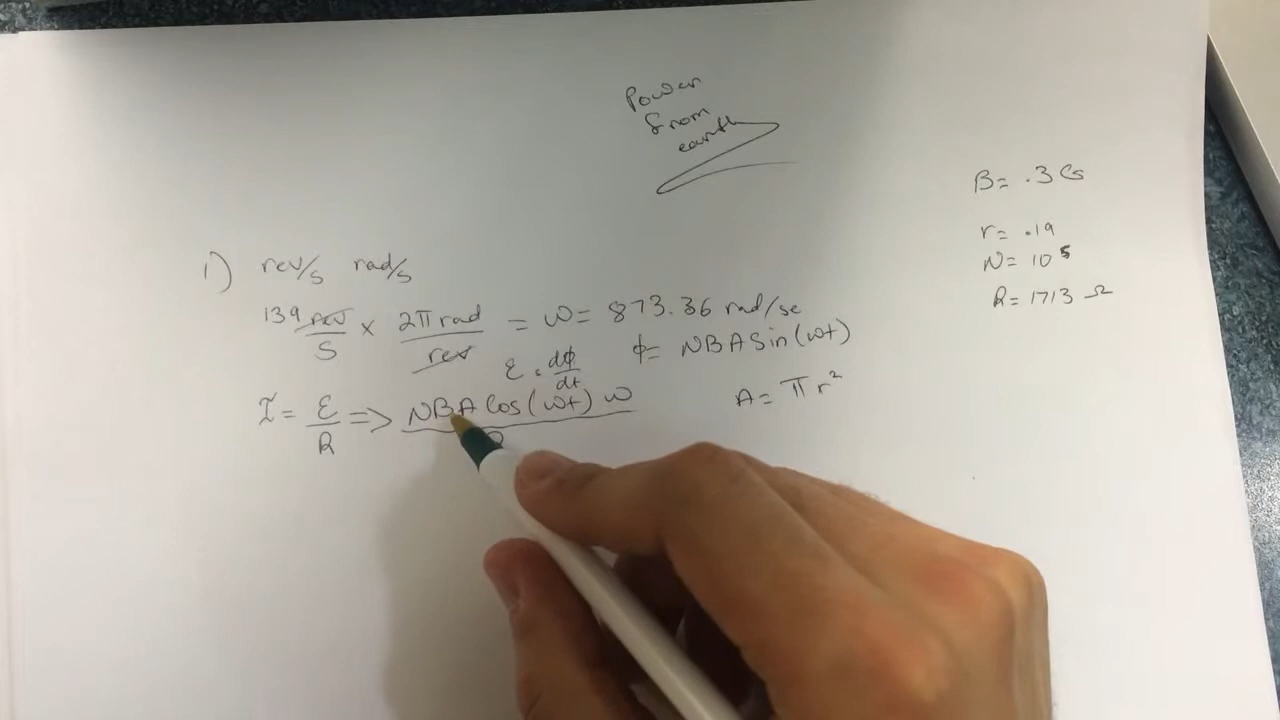 Power
from
earth
B= .3 G
r= .19
N= 10⁵
R= 1713 Ω
1) rev/s rad/s
139 rev/s × 2π rad/rev = ω= 873.36 rad/se
ε = dφ/dt φ= NBA Sin(ωt)
I = ε/R => NBA Cos(ωt) ω/R
A= πr²